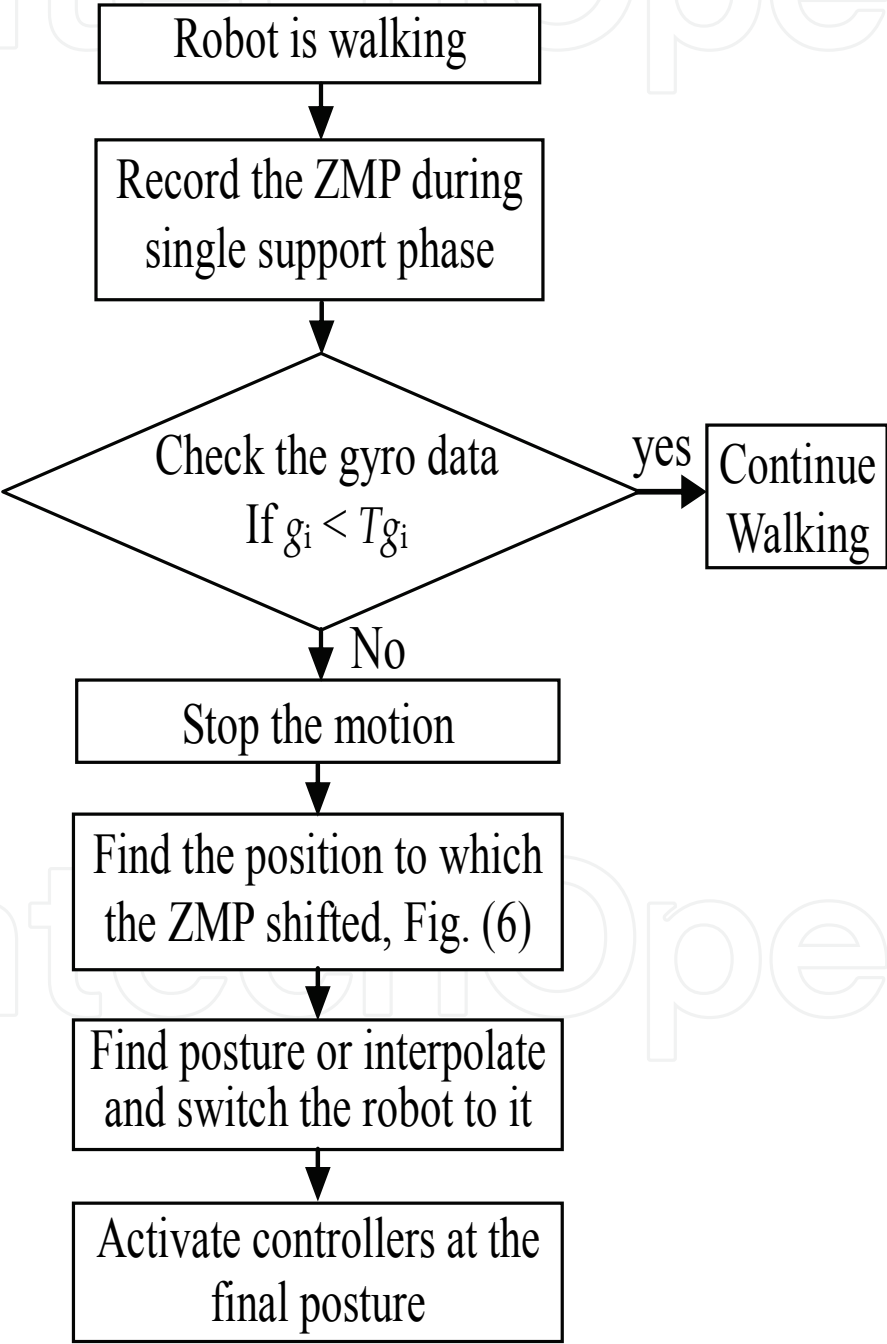 Robot is walking
Record the ZMP during
single support phase
Check the gyro data
If gi < Tgi
yes
Continue
Walking
No
Stop the motion
Find the position to which
the ZMP shifted, Fig. (6)
Find posture or interpolate
and switch the robot to it
Activate controllers at the
final posture